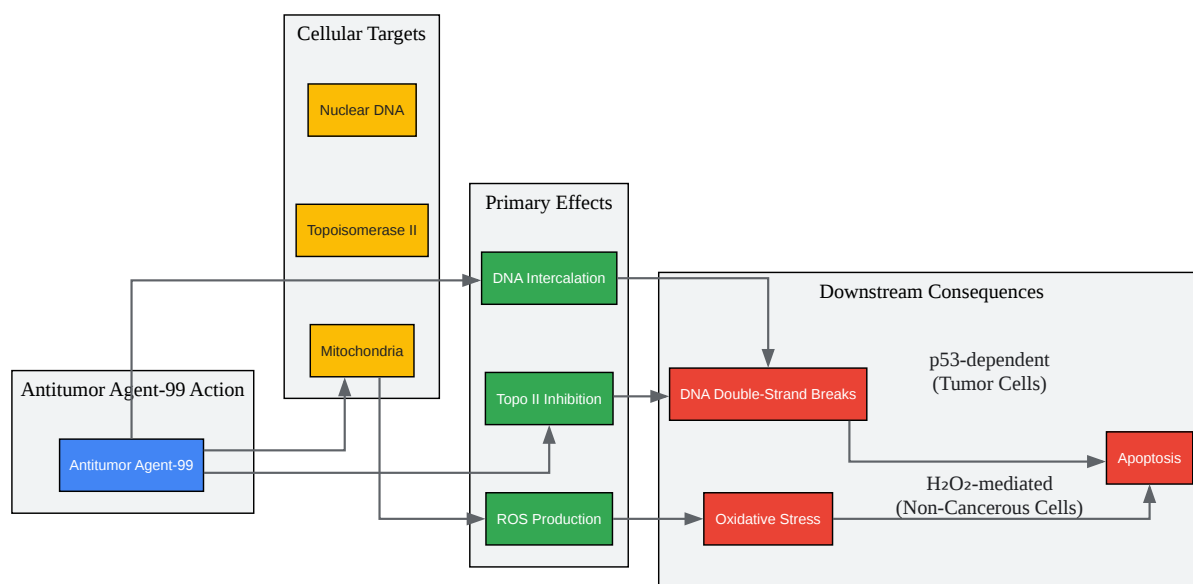 Cellular Targets
Nuclear DNA
Topoisomerase II
Mitochondria
Antitumor Agent-99 Action
Antitumor Agent-99
Primary Effects
DNA Intercalation
Topo II Inhibition
ROS Production
Downstream Consequences
p53-dependent
(Tumor Cells)
DNA Double-Strand Breaks
Apoptosis
H₂O₂-mediated
(Non-Cancerous Cells)
Oxidative Stress